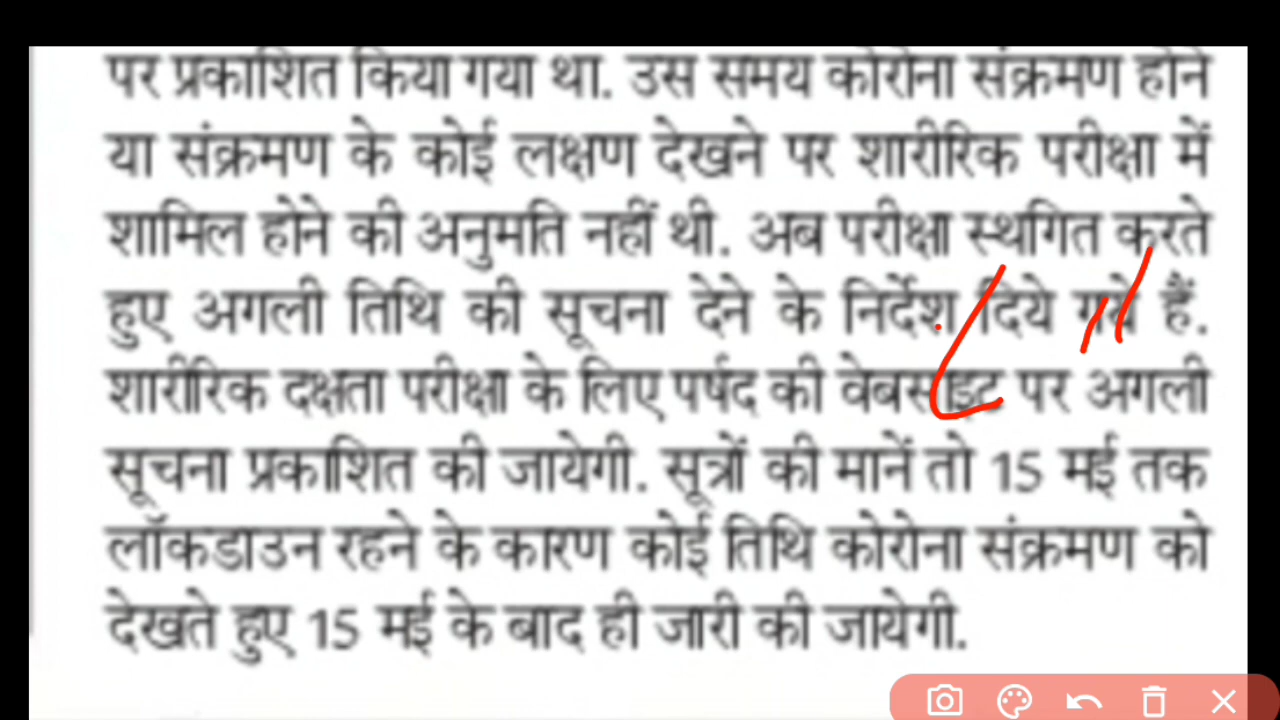 पर प्रकाशित किया गया था. उस समय कोरोना संक्रमण होने
या संक्रमण के कोई लक्षण देखने पर शारीरिक परीक्षा में
शामिल होने की अनुमति नहीं थी. अब परीक्षा स्थगित करते
हुए अगली तिथि की सूचना देने के निर्देश दिये गये हैं.
शारीरिक दक्षता परीक्षा के लिए पर्षद की वेबसाइट पर अगली
सूचना प्रकाशित की जायेगी. सूत्रों की मानें तो 15 मई तक
लॉकडाउन रहने के कारण कोई तिथि कोरोना संक्रमण को
देखते हुए 15 मई के बाद ही जारी की जायेगी.